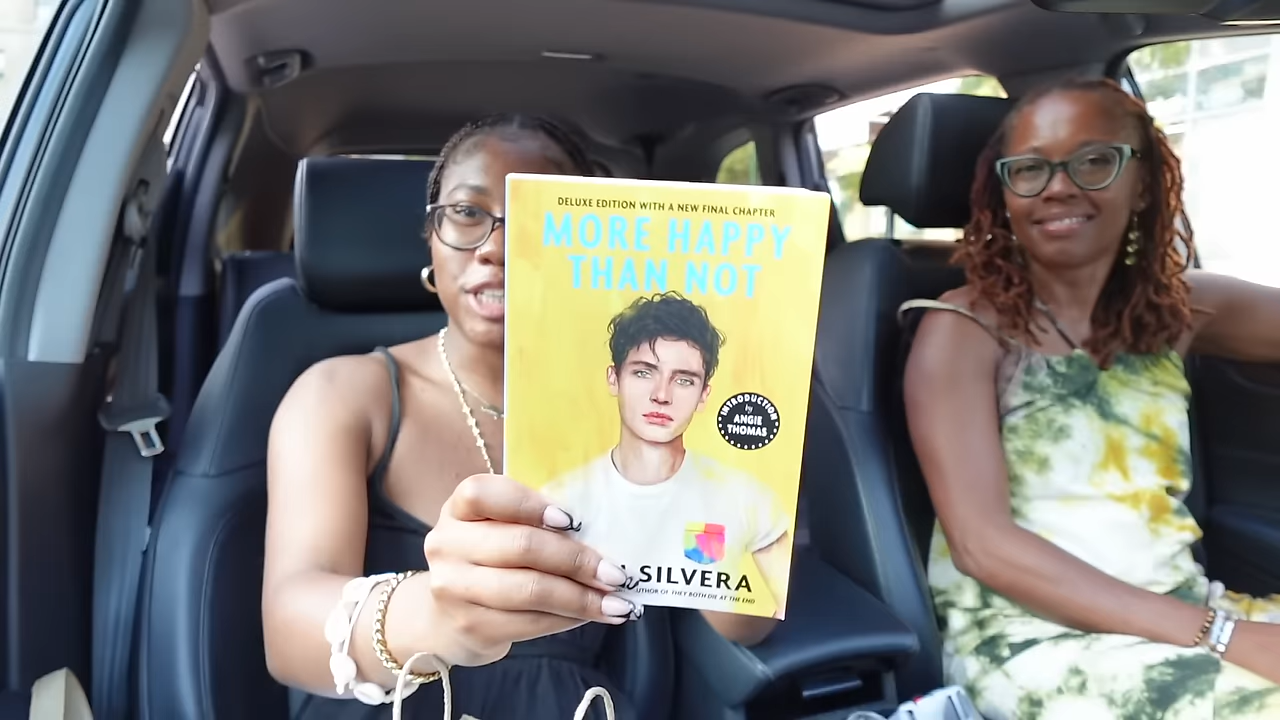 DELUXE EDITION WITH A NEW FINAL CHAPTER
MORE HAPPY
THAN NOT
INTRODUCTION
by
ANGIE
THOMAS
SILVERA
AUTHOR OF THEY BOTH DIE AT THE END